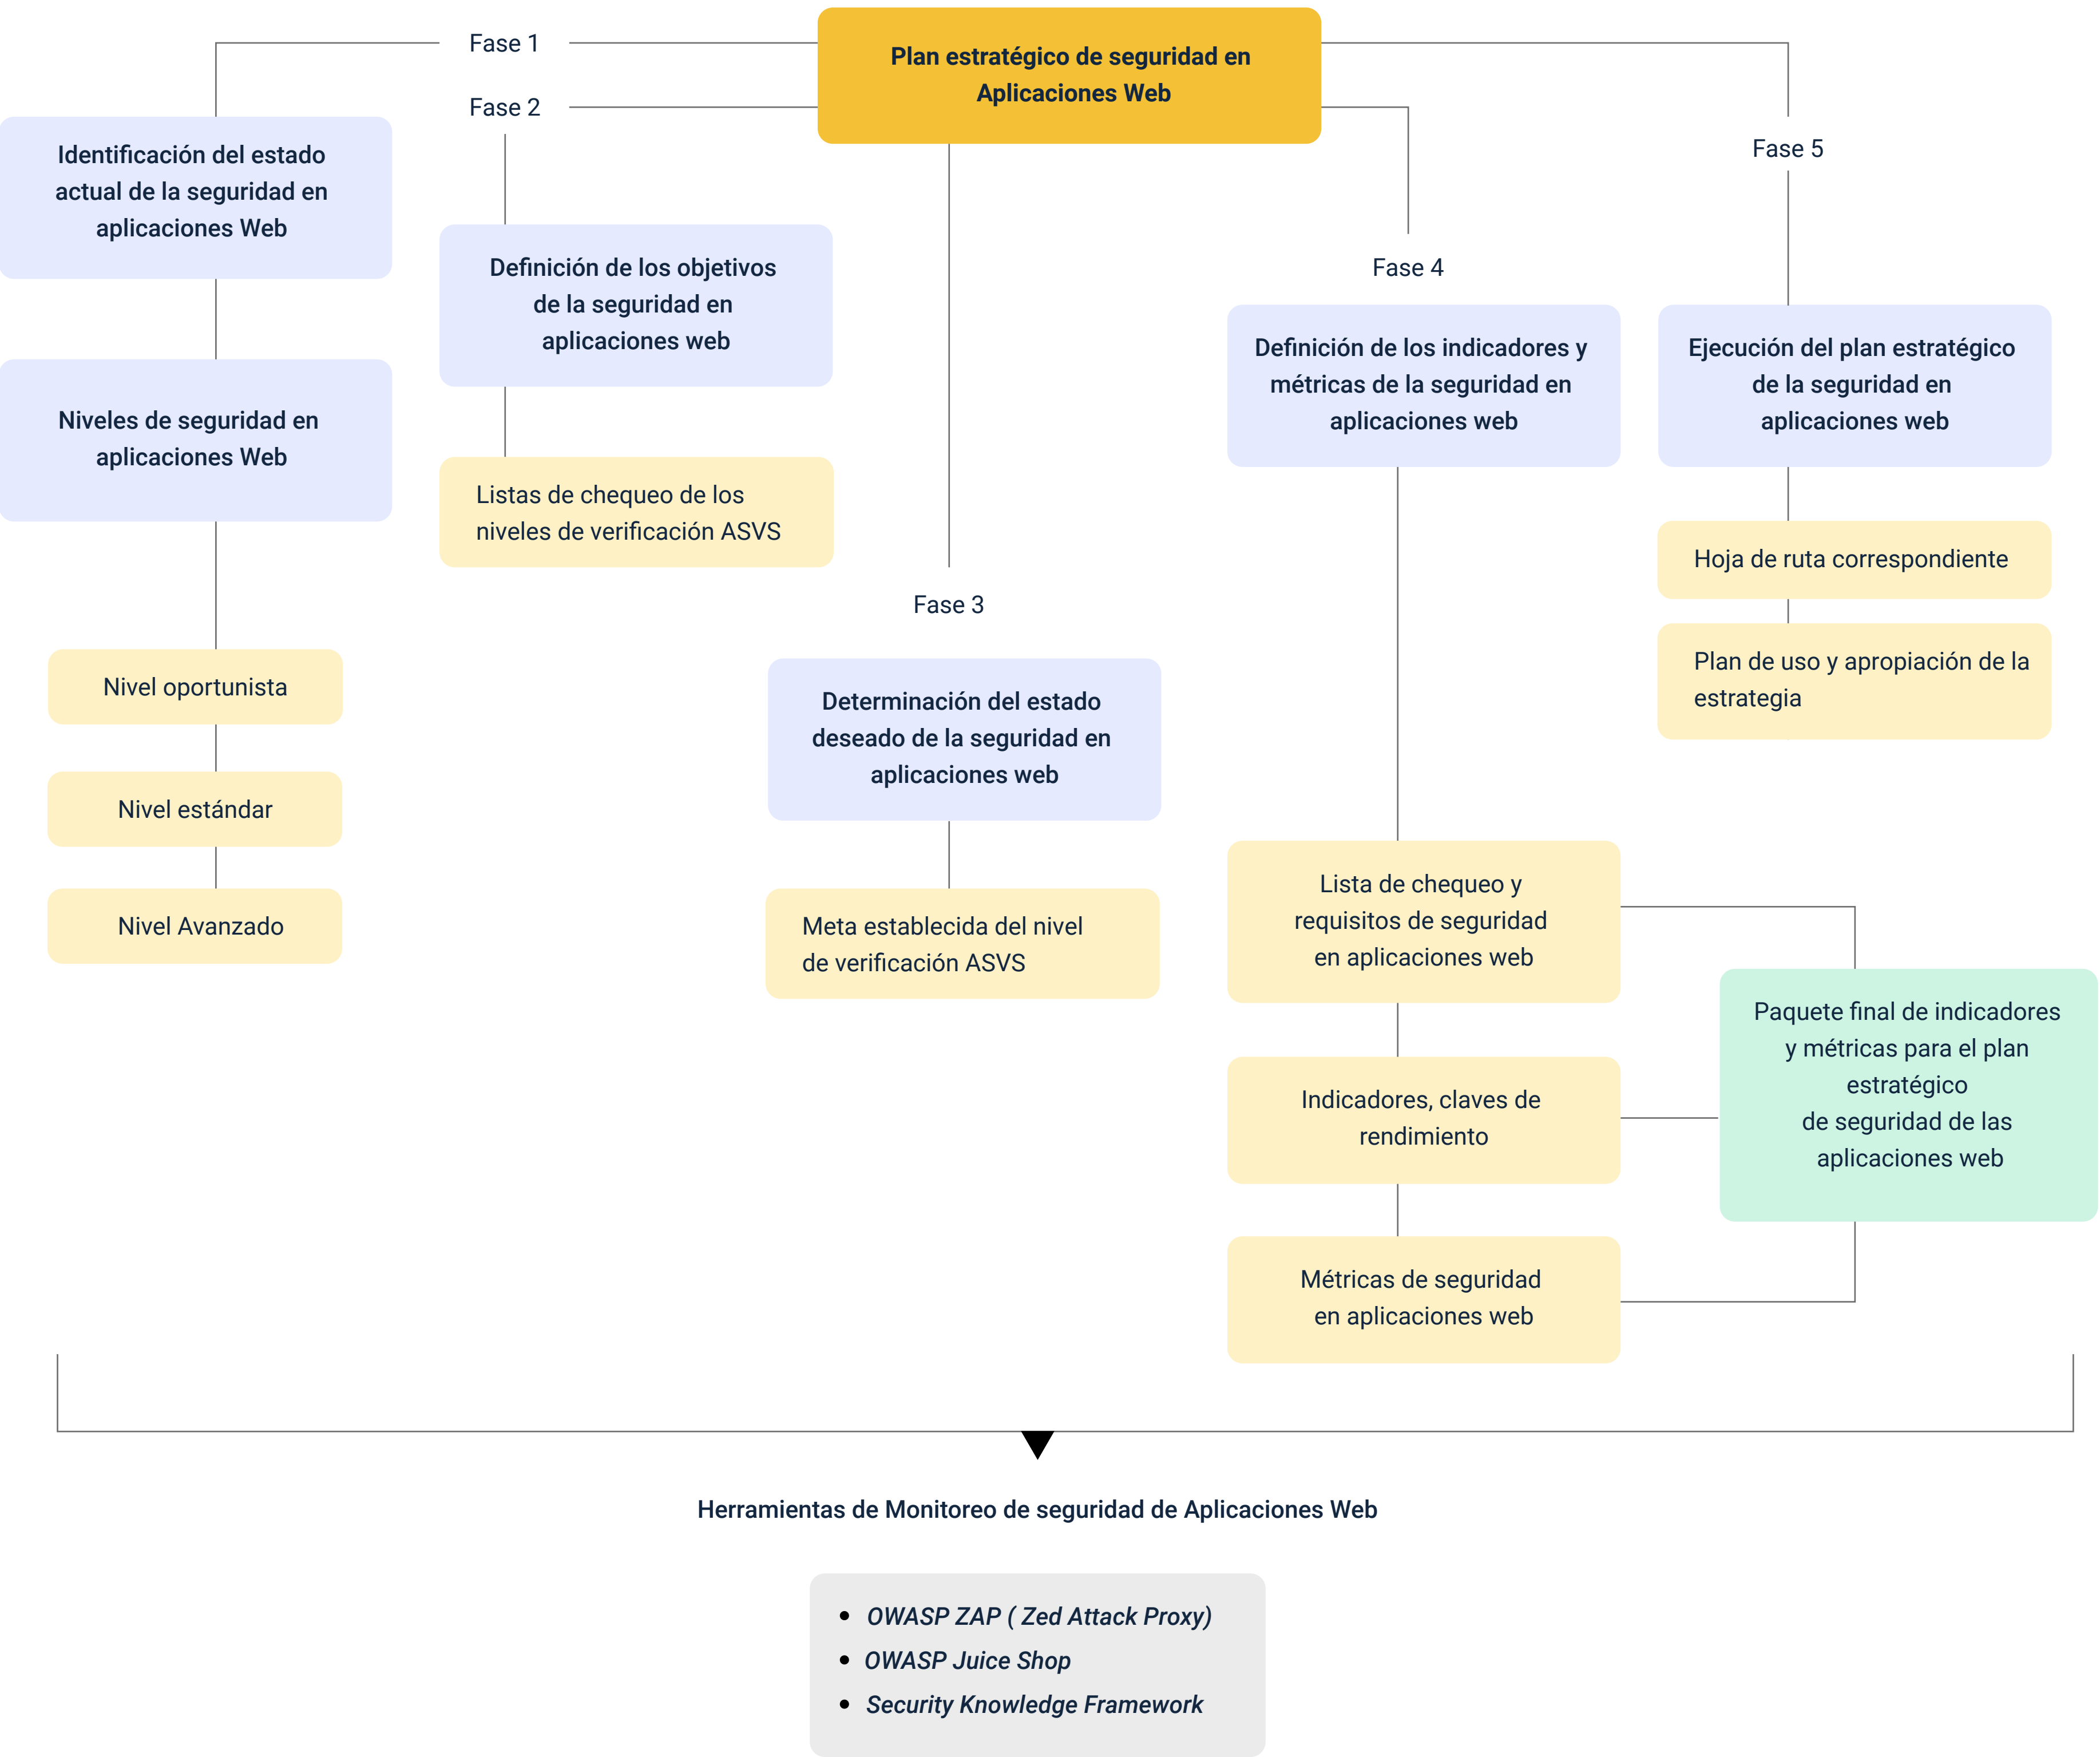 Plan estratégico de seguridad en
Aplicaciones Web
Fase 1
Identificación del estado
actual de la seguridad en
aplicaciones Web
Niveles de seguridad en
aplicaciones Web
Nivel oportunista
Nivel estándar
Nivel Avanzado
Fase 2
Definición de los objetivos
de la seguridad en
aplicaciones web
Listas de chequeo de los
niveles de verificación ASVS
Fase 3
Determinación del estado
deseado de la seguridad en
aplicaciones web
Meta establecida del nivel
de verificación ASVS
Fase 4
Definición de los indicadores y
métricas de la seguridad en
aplicaciones web
Lista de chequeo y
requisitos de seguridad
en aplicaciones web
Indicadores, claves de
rendimiento
Métricas de seguridad
en aplicaciones web
Paquete final de indicadores
y métricas para el plan
estratégico
de seguridad de las
aplicaciones web
Fase 5
Ejecución del plan estratégico
de la seguridad en
aplicaciones web
Hoja de ruta correspondiente
Plan de uso y apropiación de la
estrategia
Herramientas de Monitoreo de seguridad de Aplicaciones Web
• OWASP ZAP ( Zed Attack Proxy)
• OWASP Juice Shop
• Security Knowledge Framework